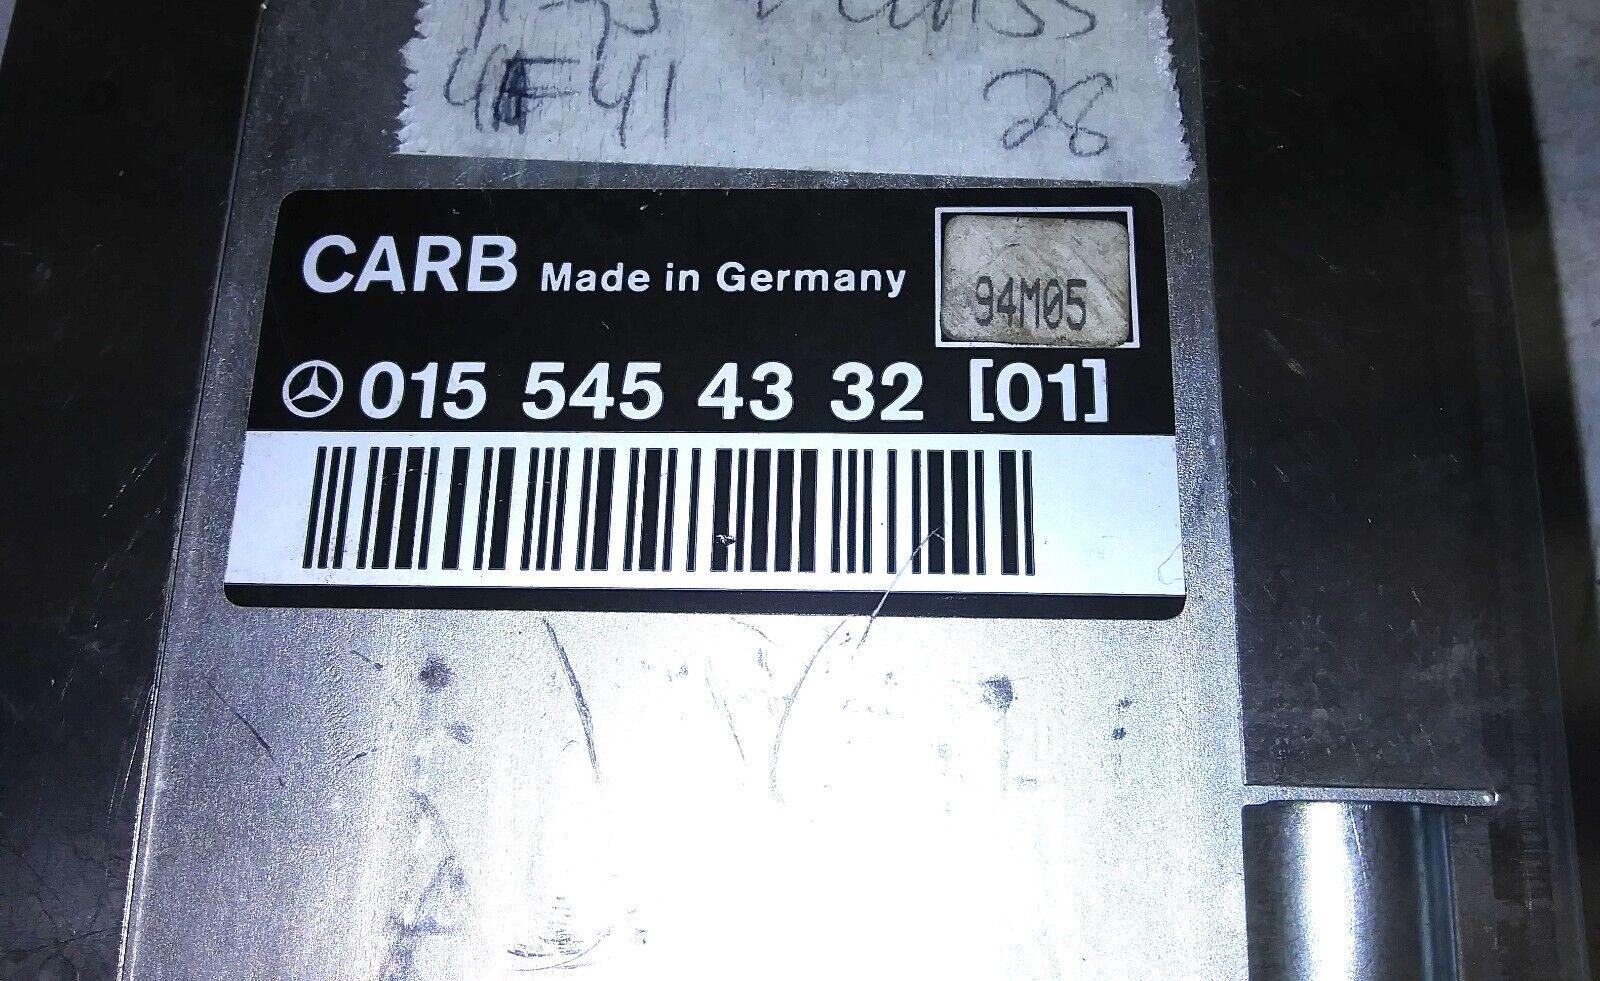 4F41 28
CARB Made in Germany
94M05
015 545 43 32 [01]